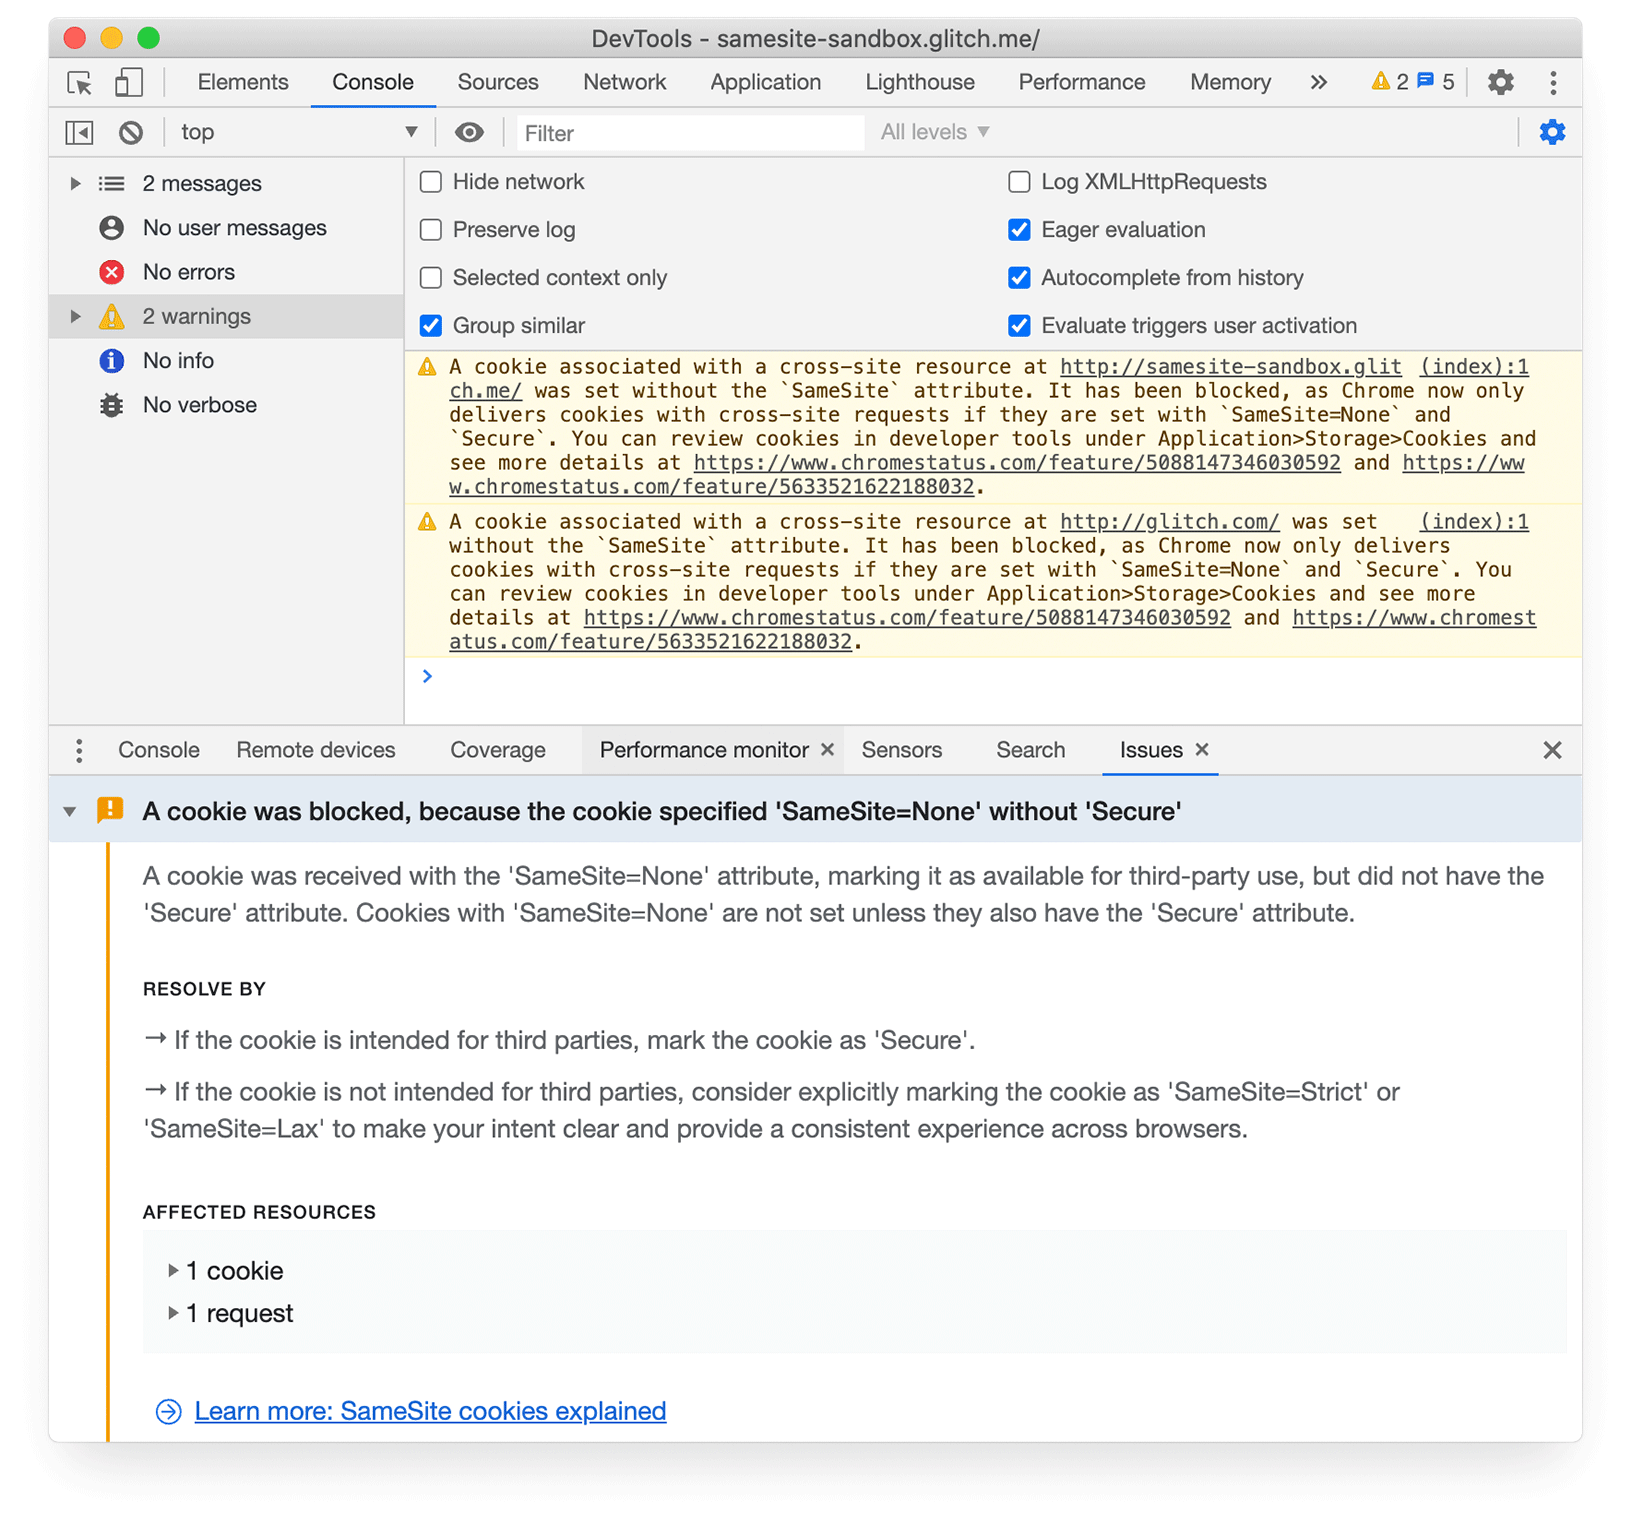 DevTools - samesite-sandbox.glitch.me/
Elements Console Sources Network Application Lighthouse Performance Memory » 2 5
top Filter All levels
2 messages
No user messages
No errors
2 warnings
No info
No verbose
Hide network Log XMLHttpRequests
Preserve log Eager evaluation
Selected context only Autocomplete from history
Group similar Evaluate triggers user activation
A cookie associated with a cross-site resource at http://samesite-sandbox.glit (index):1
ch.me/ was set without the `SameSite` attribute. It has been blocked, as Chrome now only
delivers cookies with cross-site requests if they are set with `SameSite=None` and
`Secure`. You can review cookies in developer tools under Application>Storage>Cookies and
see more details at https://www.chromestatus.com/feature/5088147346030592 and https://ww
w.chromestatus.com/feature/5633521622188032.
A cookie associated with a cross-site resource at http://glitch.com/ was set (index):1
without the `SameSite` attribute. It has been blocked, as Chrome now only delivers
cookies with cross-site requests if they are set with `SameSite=None` and `Secure`. You
can review cookies in developer tools under Application>Storage>Cookies and see more
details at https://www.chromestatus.com/feature/5088147346030592 and https://www.chromest
atus.com/feature/5633521622188032.
Console Remote devices Coverage Performance monitor Sensors Search Issues
A cookie was blocked, because the cookie specified 'SameSite=None' without 'Secure'
A cookie was received with the 'SameSite=None' attribute, marking it as available for third-party use, but did not have the
'Secure' attribute. Cookies with 'SameSite=None' are not set unless they also have the 'Secure' attribute.
RESOLVE BY
→ If the cookie is intended for third parties, mark the cookie as 'Secure'.
→ If the cookie is not intended for third parties, consider explicitly marking the cookie as 'SameSite=Strict' or
'SameSite=Lax' to make your intent clear and provide a consistent experience across browsers.
AFFECTED RESOURCES
1 cookie
1 request
Learn more: SameSite cookies explained